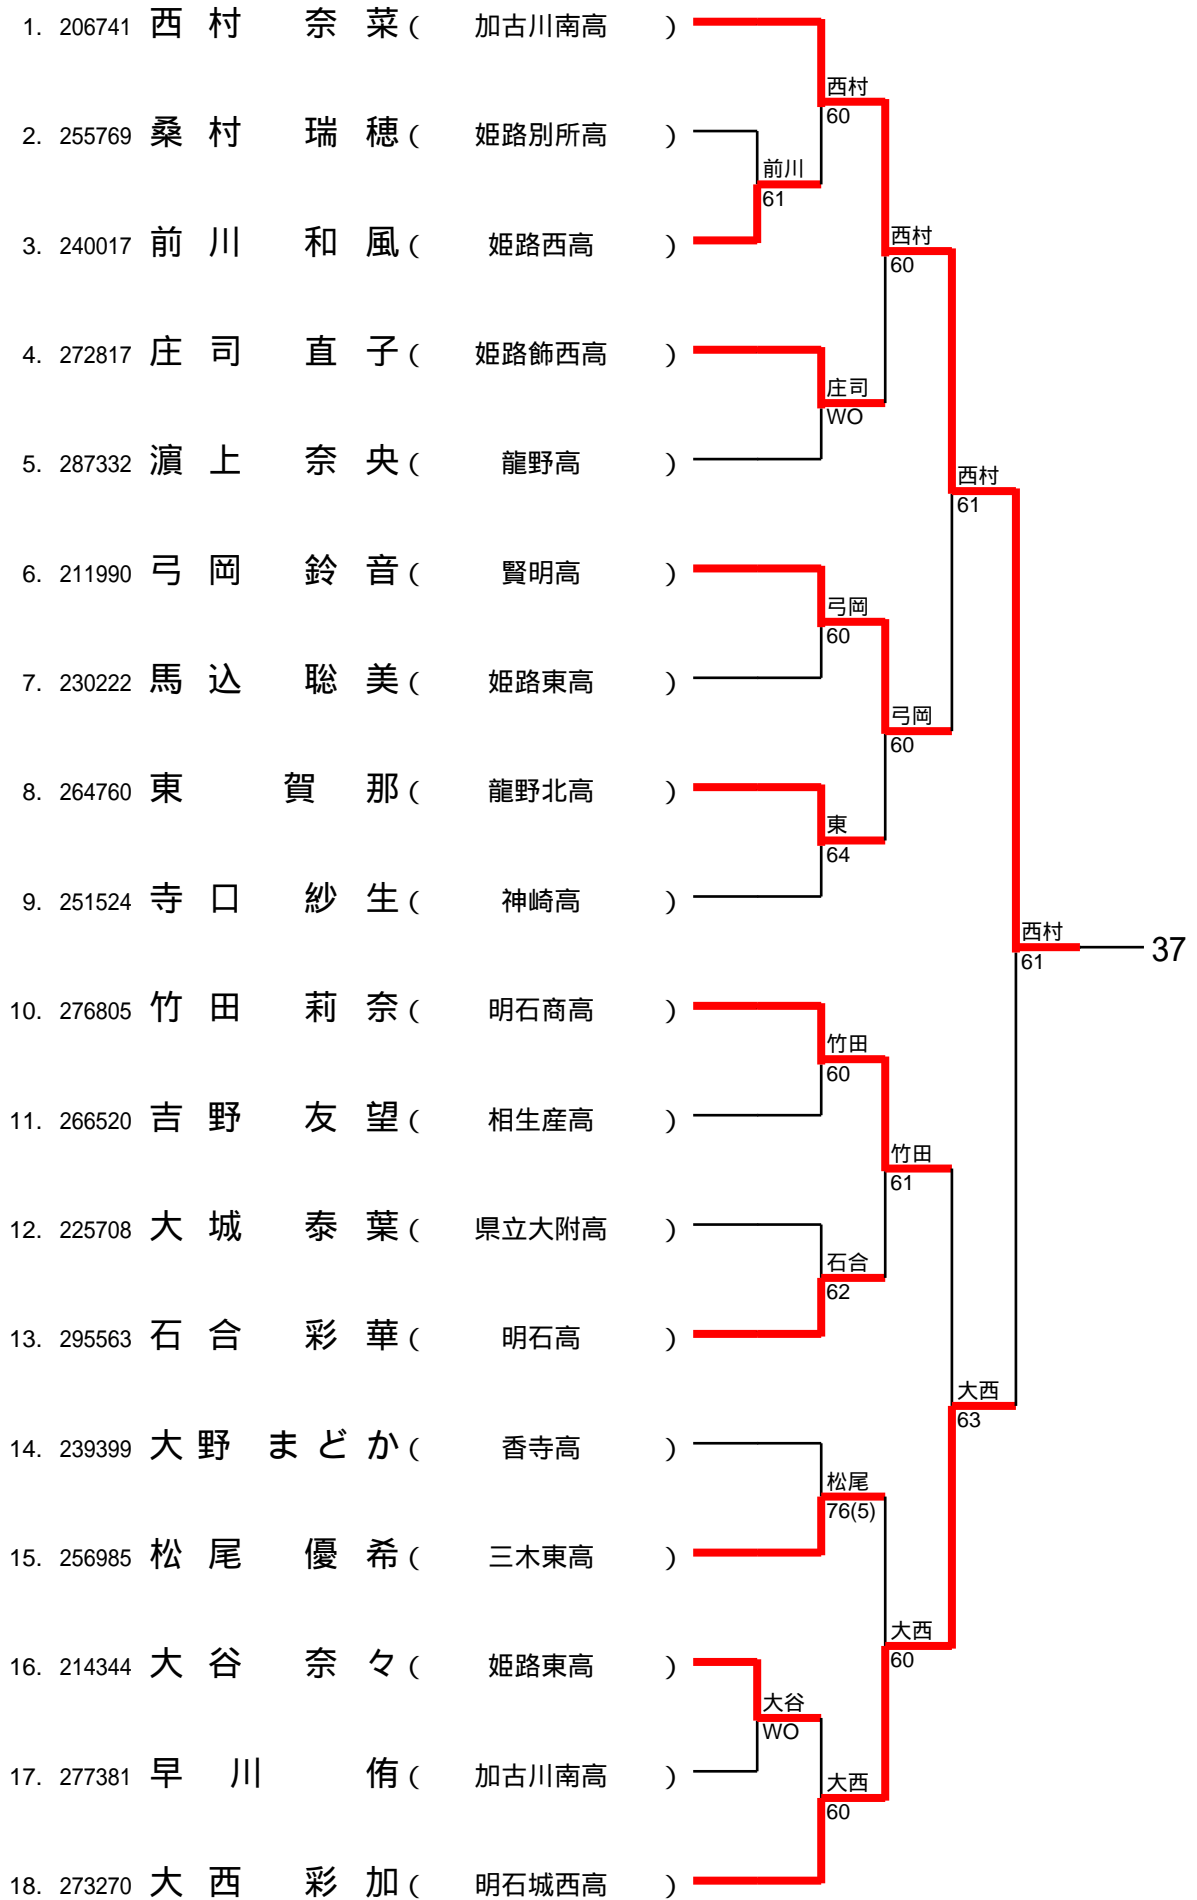 1. 206741 西 村 奈 菜 ( 加古川南高 )
西村
60
2. 255769 桑 村 瑞 穂 ( 姫路別所高 )
前川
61
3. 240017 前 川 和 風 ( 姫路西高 )
西村
60
4. 272817 庄 司 直 子 ( 姫路飾西高 )
庄司
WO
5. 287332 濵 上 奈 央 ( 龍野高 )
西村
61
6. 211990 弓 岡 鈴 音 ( 賢明高 )
弓岡
60
7. 230222 馬 込 聡 美 ( 姫路東高 )
弓岡
60
8. 264760 東 賀 那 ( 龍野北高 )
東
64
9. 251524 寺 口 紗 生 ( 神崎高 )
西村
61
37
10. 276805 竹 田 莉 奈 ( 明石商高 )
竹田
60
11. 266520 吉 野 友 望 ( 相生産高 )
竹田
61
12. 225708 大 城 泰 葉 ( 県立大附高 )
石合
62
13. 295563 石 合 彩 華 ( 明石高 )
大西
63
14. 239399 大 野 まどか ( 香寺高 )
松尾
76(5)
15. 256985 松 尾 優 希 ( 三木東高 )
大西
60
16. 214344 大 谷 奈 々 ( 姫路東高 )
大谷
WO
17. 277381 早 川 侑 ( 加古川南高 )
大西
60
18. 273270 大 西 彩 加 ( 明石城西高 )